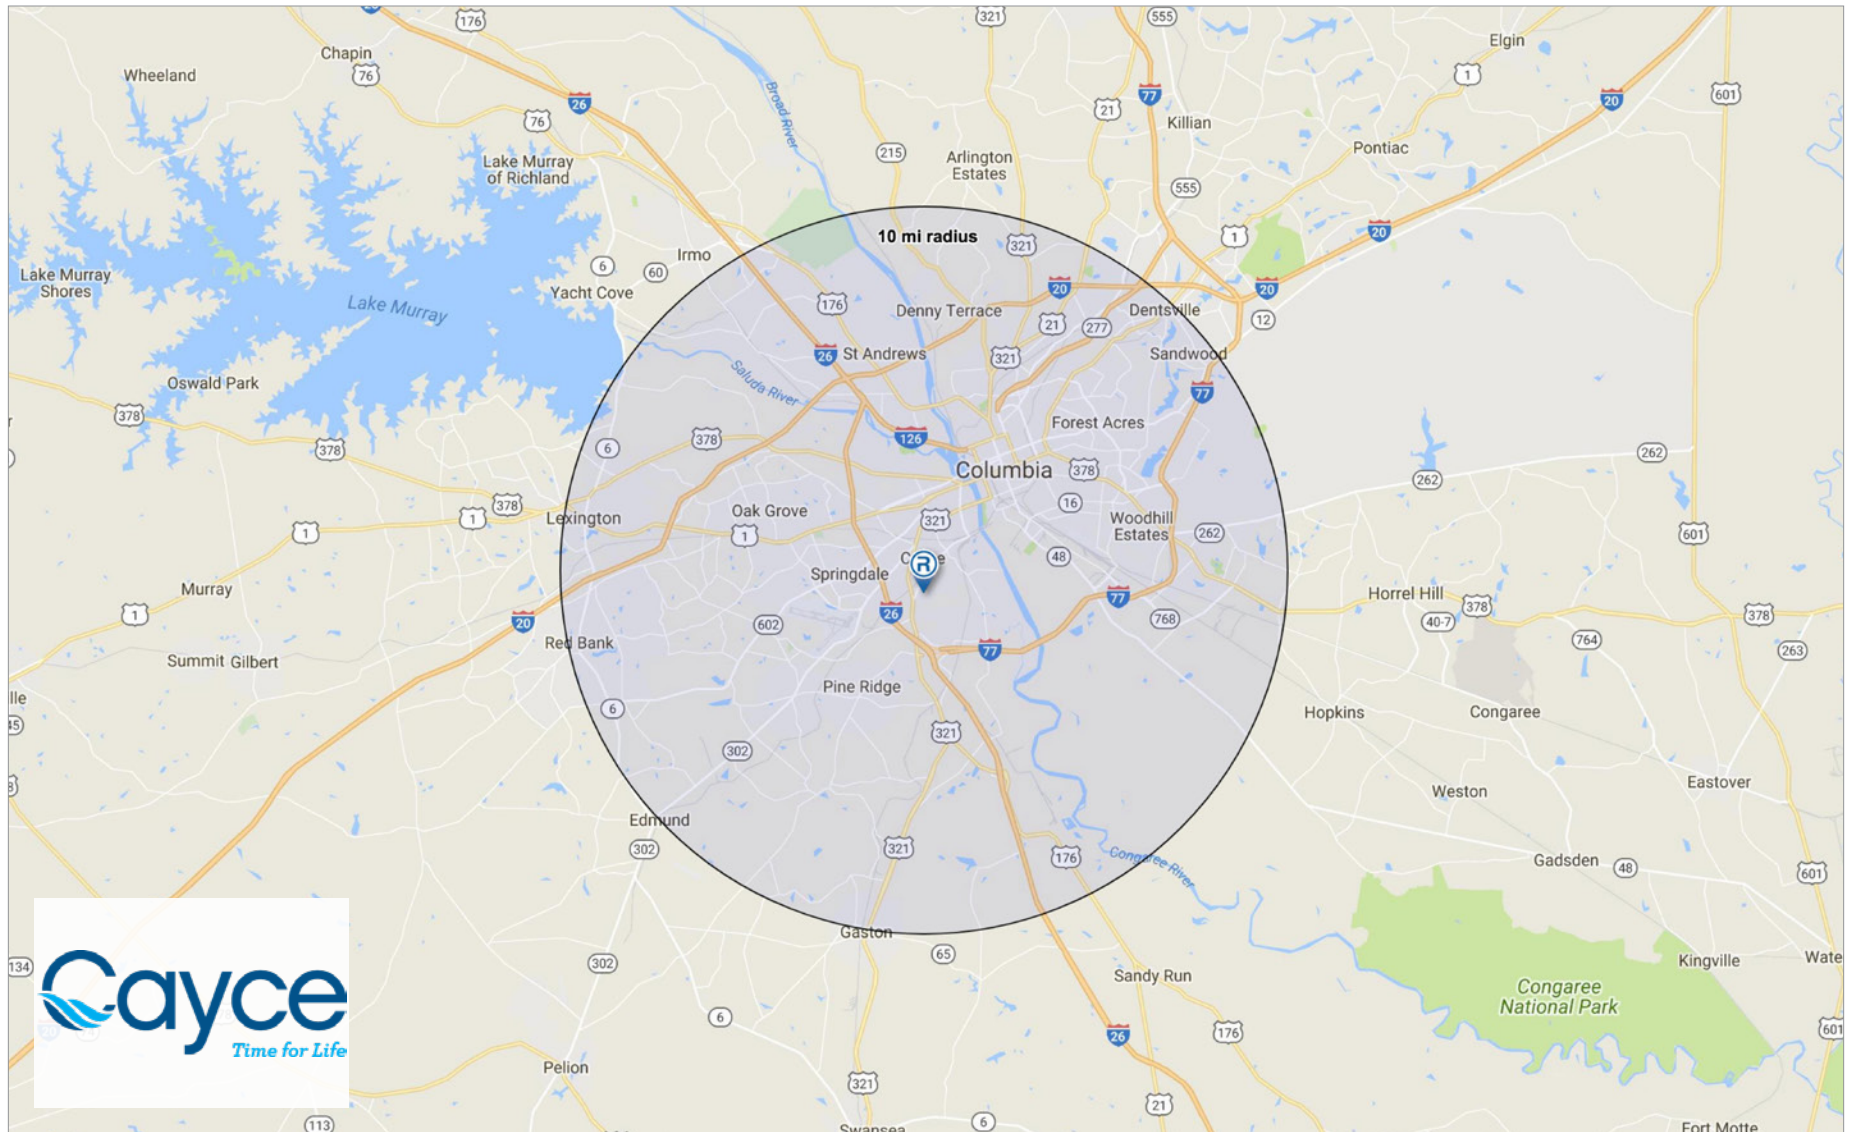 321
555
176
Chapin
Elgin
Wheeland
76
1
77
601
26
20
21
76
Broad River
Killian
215
Pontiac
Lake Murray
of Richland
Arlington
Estates
555
10 mi radius
321
1
20
Irmo
6
60
Lake Murray
Shores
Yacht Cove
20
20
Lake Murray
176
Denny Terrace
Dentsville
21
277
12
26
St Andrews
321
Sandwood
Saluda River
Oswald Park
77
378
Forest Acres
126
378
378
6
262
Columbia
378
262
378
16
Oak Grove
Lexington
1
321
Woodhill
Estates
1
1
262
601
48
R
Springdale
Murray
77
Horrel Hill
378
1
26
378
20
602
768
40-7
764
Red Bank
77
263
Summit
Gilbert
Pine Ridge
lle
6
Hopkins
Congaree
45
321
302
Eastover
Weston
Edmund
302
321
176
Congaree River
Gadsden
48
601
Gaston
65
134
302
Sandy Run
Kingville
Wate
Congaree
National Park
Cayce
Time for Life
6
26
176
601
Pelion
321
21
113
6
Swansea
Fort Motte